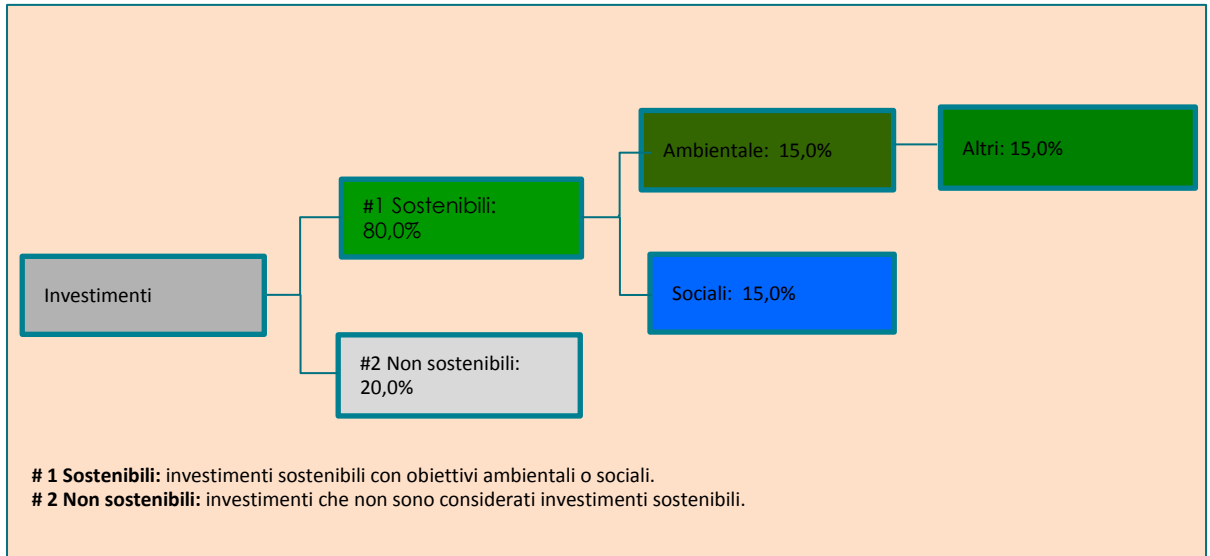 Ambientale: 15,0%
Altri: 15,0%
#1 Sostenibili:
80,0%
Investimenti
Sociali: 15,0%
#2 Non sostenibili:
20,0%
# 1 Sostenibili: investimenti sostenibili con obiettivi ambientali o sociali.
# 2 Non sostenibili: investimenti che non sono considerati investimenti sostenibili.